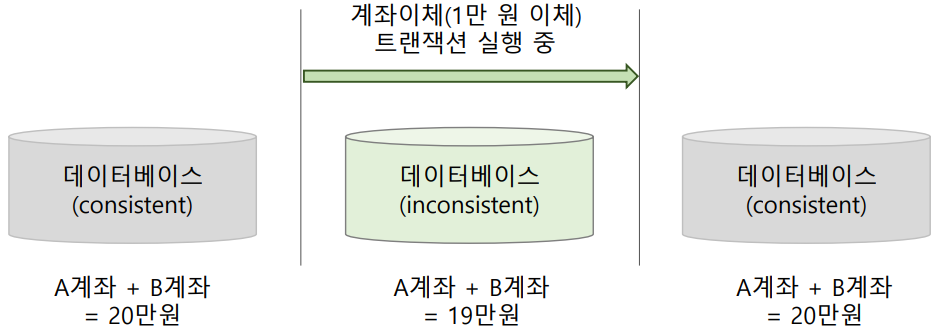 계좌이체(1만 원 이체)
트랜잭션 실행 중
데이터베이스
(consistent)
데이터베이스
(inconsistent)
데이터베이스
(consistent)
A계좌 + B계좌
= 20만원
A계좌 + B계좌
= 19만원
A계좌 + B계좌
= 20만원